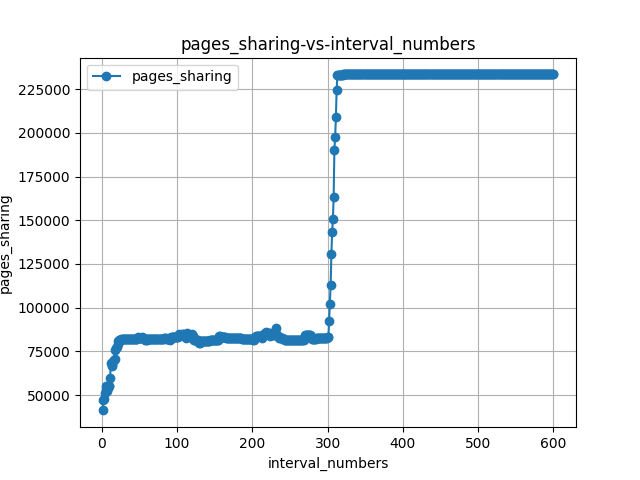 pages_sharing-vs-interval_numbers
pages_sharing
225000
200000
175000
150000
125000
100000
75000
50000
pages_sharing
0 100 200 300 400 500 600
interval_numbers